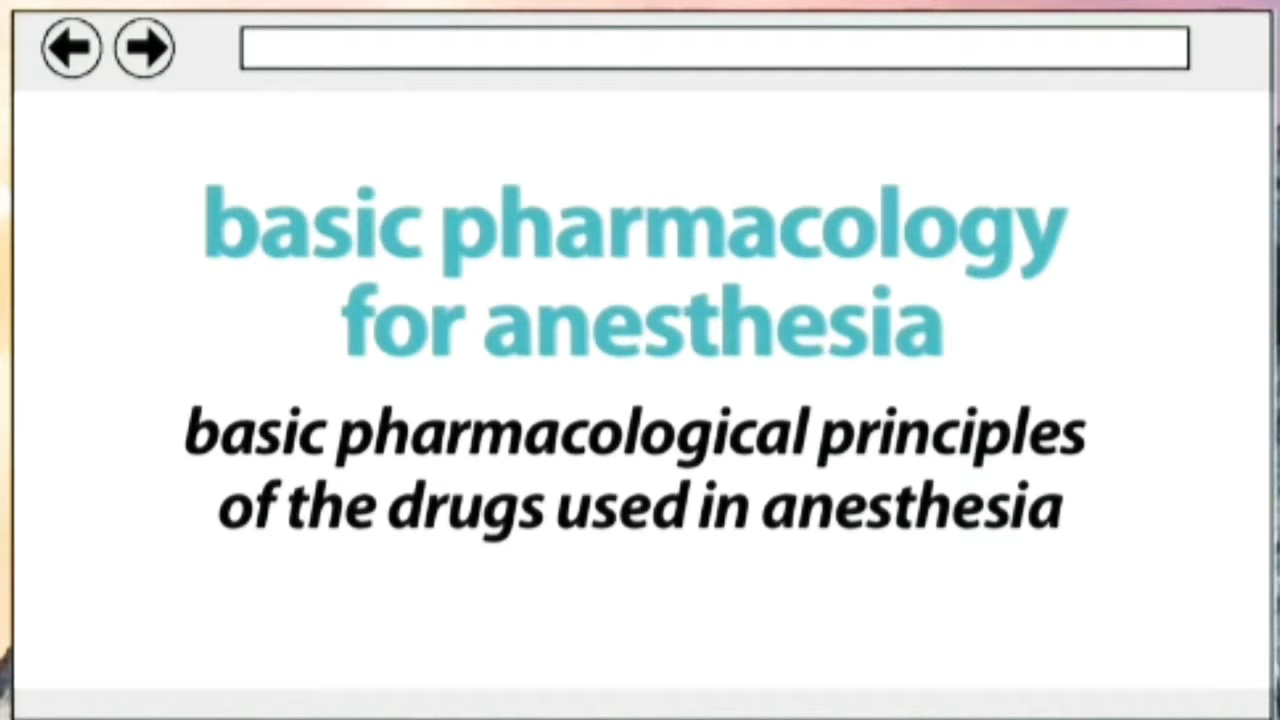 basic pharmacology
for anesthesia
basic pharmacological principles
of the drugs used in anesthesia